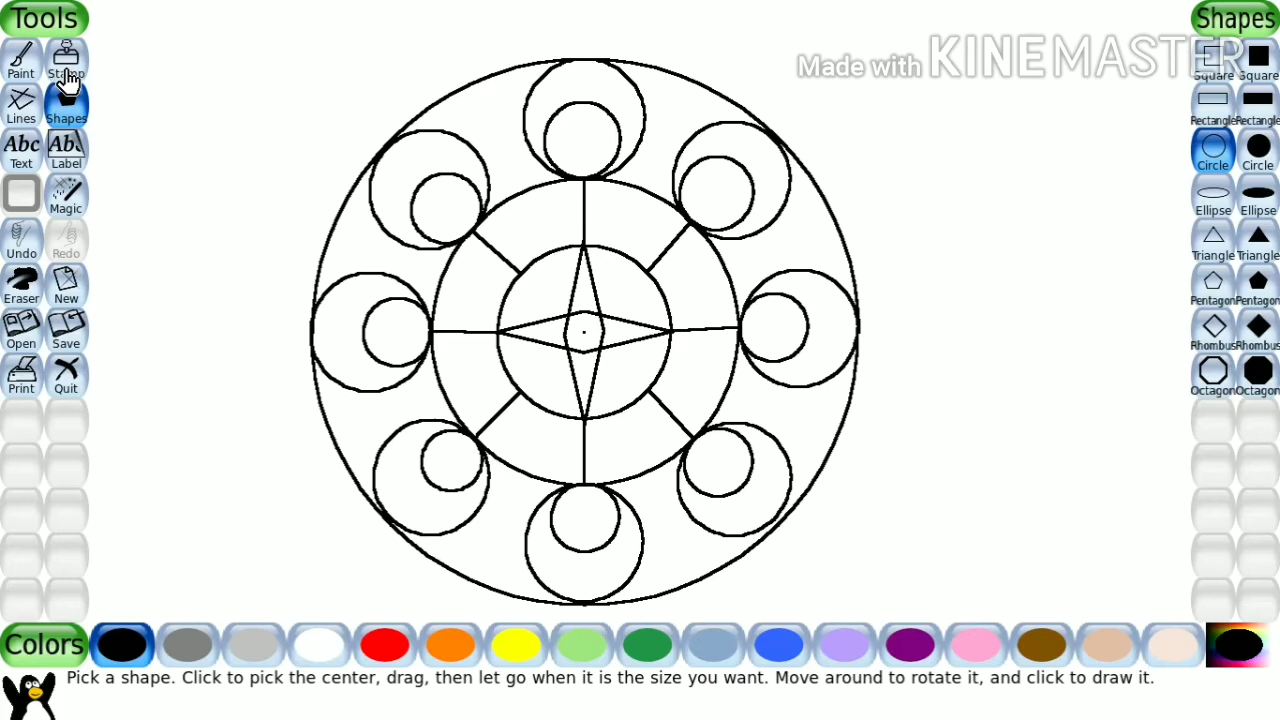 Tools
Shapes
Made with KINEMASTER
Paint
Stamp
Square
Square
Lines
Shapes
Rectangle
Rectangle
Abc
Abc
Text
Label
Circle
Circle
Magic
Ellipse
Ellipse
Undo
Redo
Triangle
Triangle
Eraser
New
Pentagon
Pentagon
Open
Save
Rhombus
Rhombus
Print
Quit
Octagon
Octagon
Colors
Pick a shape. Click to pick the center, drag, then let go when it is the size you want. Move around to rotate it, and click to draw it.